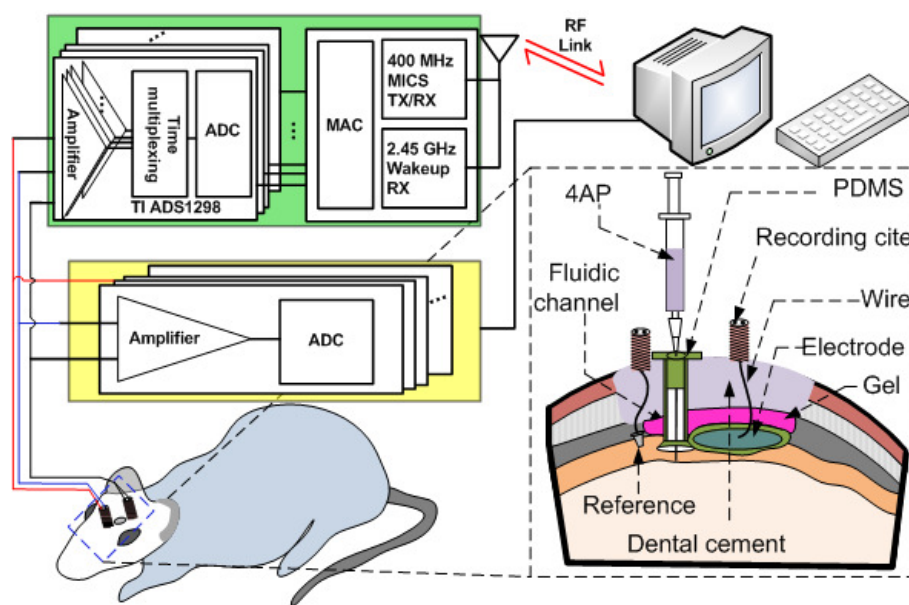 RF
Link
...
Amplifier
...
Time
multiplexing
ADC
TI ADS1298
...
MAC
400 MHz
MICS
TX/RX
2.45 GHz
Wakeup
RX
...
Amplifier
ADC
4AP
PDMS
Recording cite
Fluidic
channel
Wire
Electrode
Gel
Reference
Dental cement